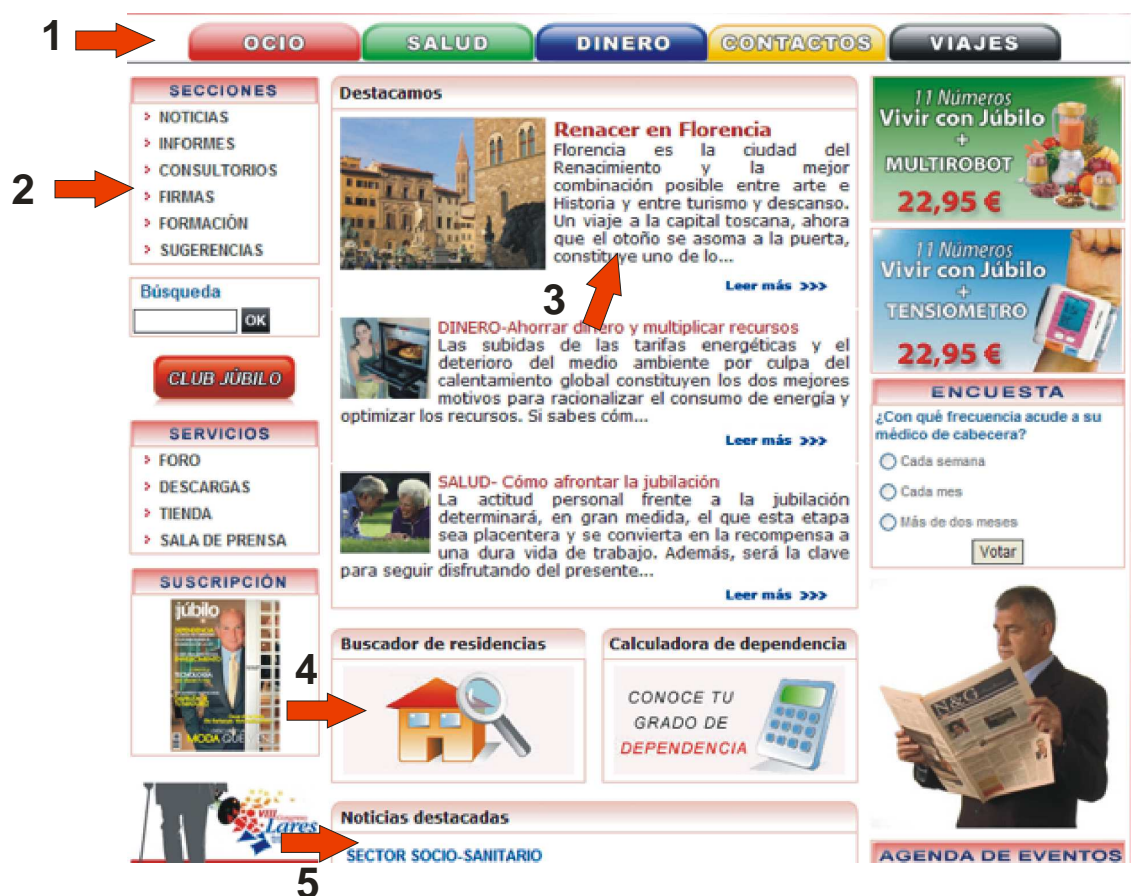 1
OCIO
SALUD
DINERO
CONTACTOS
VIAJES
2
SECCIONES
NOTICIAS
INFORMES
CONSULTORIOS
FIRMAS
FORMACIÓN
SUGERENCIAS
Búsqueda
OK
CLUB JÚBILO
SERVICIOS
FORO
DESCARGAS
TIENDA
SALA DE PRENSA
SUSCRIPCIÓN
júbilo
MODA
VIII Congreso
Lares
Destacamos
Renacer en Florencia
Florencia es la ciudad del
Renacimiento y la mejor
combinación posible entre arte e
Historia y entre turismo y descanso.
Un viaje a la capital toscana, ahora
que el otoño se asoma a la puerta,
constituye uno de lo...
Leer más >>>
3
DINERO-Ahorrar dinero y multiplicar recursos
Las subidas de las tarifas energéticas y el
deterioro del medio ambiente por culpa del
calentamiento global constituyen los dos mejores
motivos para racionalizar el consumo de energía y
optimizar los recursos. Si sabes cóm...
Leer más >>>
SALUD- Cómo afrontar la jubilación
La actitud personal frente a la jubilación
determinará, en gran medida, el que esta etapa
sea placentera y se convierta en la recompensa a
una dura vida de trabajo. Además, será la clave
para seguir disfrutando del presente...
Leer más >>>
4
Buscador de residencias
Calculadora de dependencia
CONOCE TU
GRADO DE
DEPENDENCIA
5
Noticias destacadas
SECTOR SOCIO-SANITARIO
11 Números
Vivir con Júbilo
+
MULTIROBOT
22,95 €
11 Números
Vivir con Júbilo
+
TENSIOMETRO
22,95 €
ENCUESTA
¿Con qué frecuencia acude a su
médico de cabecera?
Cada semana
Cada mes
Más de dos meses
Votar
N&G
AGENDA DE EVENTOS